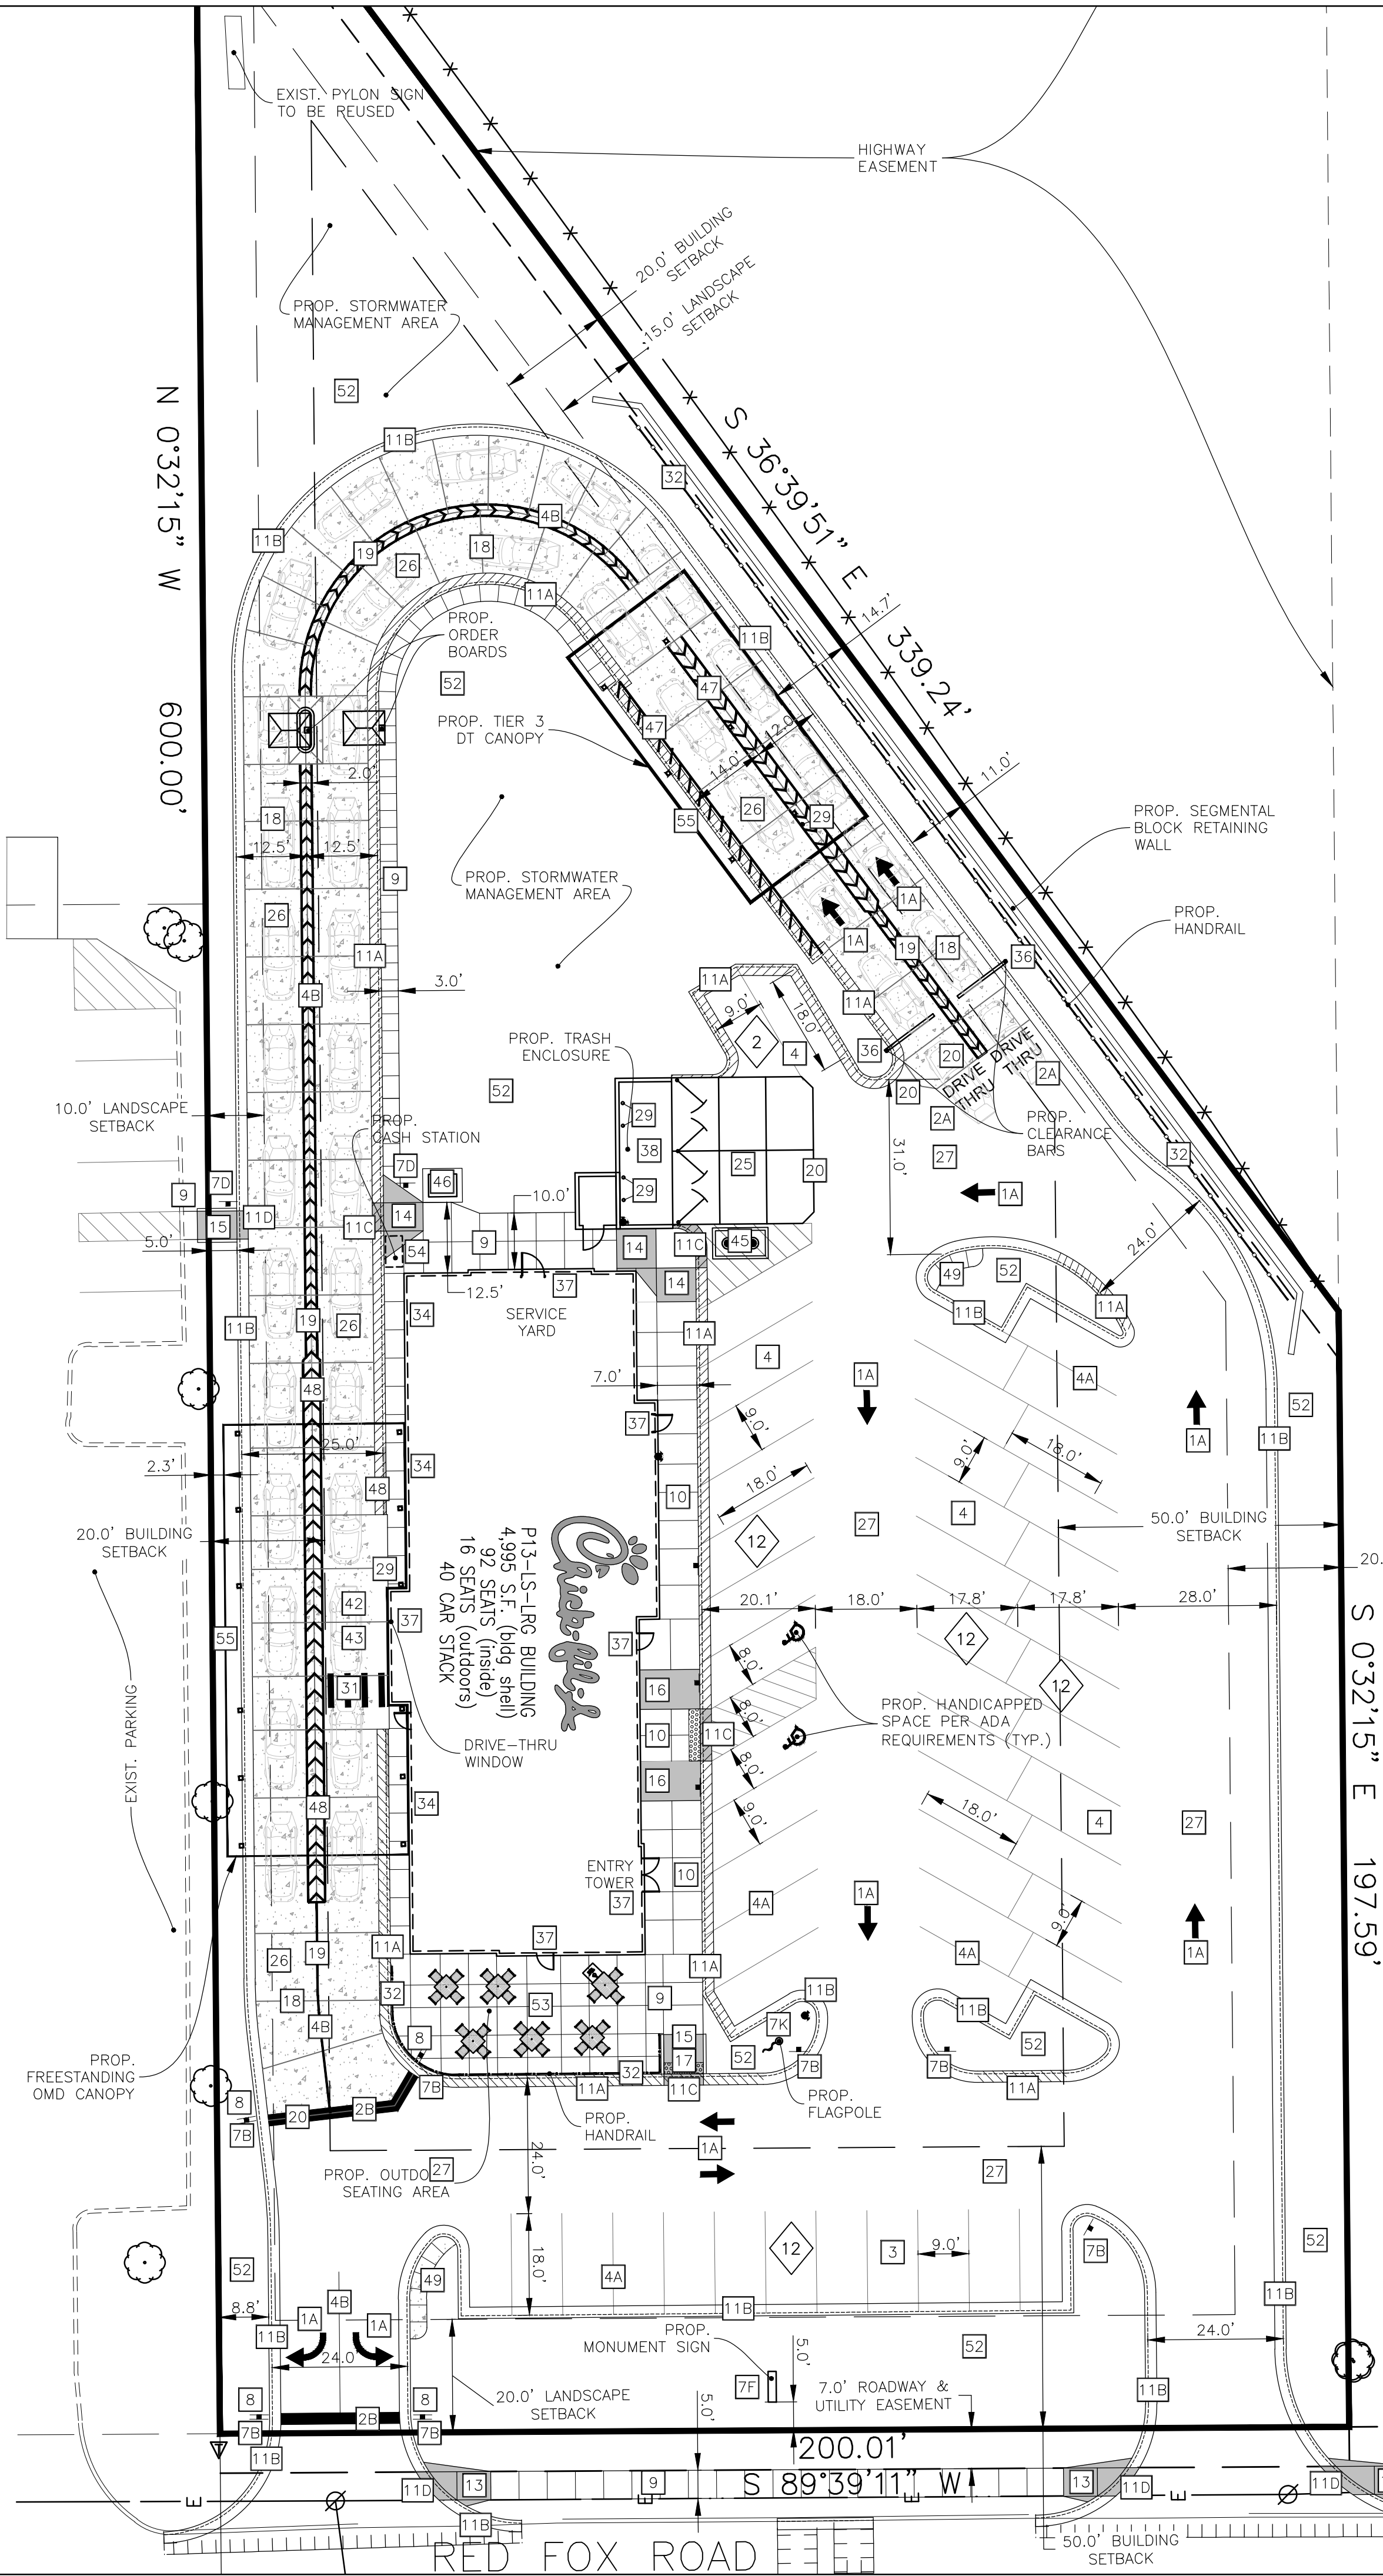 EXIST. PYLON SIGN
TO BE REUSED
HIGHWAY
EASEMENT
20.0' BUILDING
SETBACK
15.0' LANDSCAPE
SETBACK
PROP. STORMWATER
MANAGEMENT AREA
52
N 0°32'15" W 600.00'
S 36°39'51" E 339.24'
11B
32
4B
11B
19
18
26
11A
PROP.
ORDER
BOARDS
14.7'
11B
52
47
PROP. TIER 3
DT CANOPY
47
12.0'
14.0'
2.0'
11.0'
18
26
29
55
12.5'
12.5'
PROP. SEGMENTAL
BLOCK RETAINING
WALL
9
PROP. STORMWATER
MANAGEMENT AREA
1A
26
PROP.
HANDRAIL
1A
19
18
11A
36
3.0'
11A
4B
9.0'
18.0'
11A
2
4
PROP. TRASH
ENCLOSURE
36
20
DRIVE
THRU
DRIVE
THRU
2A
52
20
10.0' LANDSCAPE
SETBACK
29
2A
PROP.
CLEARANCE
BARS
PROP.
CASH STATION
38
31.0'
27
32
25
20
7D
7D
46
29
1A
9
10.0'
15
11D
11C
14
24.0'
5.0'
54
9
14
11C
45
49
52
14
12.5'
37
SERVICE
YARD
34
11B
11A
11B
19
26
11A
4
7.0'
1A
4A
48
9.0'
52
37
25.0'
34
1A
11B
2.3'
9.0'
18.0'
48
18.0'
10
4
20.0' BUILDING
SETBACK
27
50.0' BUILDING
SETBACK
12
20.
29
Chick-fil-A
P13-LS-LRG BUILDING
4,995 S.F. (bldg shell)
92 SEATS (inside)
16 SEATS (outdoors)
40 CAR STACK
42
37
20.1'
18.0'
17.8'
17.8'
28.0'
55
43
37
12
8.0'
12
31
16
S 0°32'15" E 197.59'
8.0'
PROP. HANDICAPPED
SPACE PER ADA
REQUIREMENTS (TYP.)
10
11C
DRIVE-THRU
WINDOW
EXIST. PARKING
16
8.0'
34
48
9.0'
18.0'
4
27
ENTRY
TOWER
10
37
4A
1A
9.0'
37
11A
19
26
4A
1A
11A
32
18
53
9
11B
11B
4B
7K
8
15
52
52
PROP.
FREESTANDING
OMD CANOPY
17
7B
7B
32
7B
11A
11C
11A
8
20
2B
PROP.
FLAGPOLE
7B
PROP.
HANDRAIL
1A
24.0'
27
27
PROP. OUTDO
SEATING AREA
52
7B
12
3
9.0'
52
49
18.0'
4A
8.8'
1A
4B
1A
11B
11B
11B
24.0'
PROP.
MONUMENT SIGN
52
24.0'
5.0'
7F
11B
8
8
20.0' LANDSCAPE
SETBACK
7.0' ROADWAY &
UTILITY EASEMENT
2B
7B
7B
5.0'
11B
200.01'
S 89°39'11" W
11D
13
9
13
11D
11D
E
E
E
E
11B
RED FOX ROAD
50.0' BUILDING
SETBACK